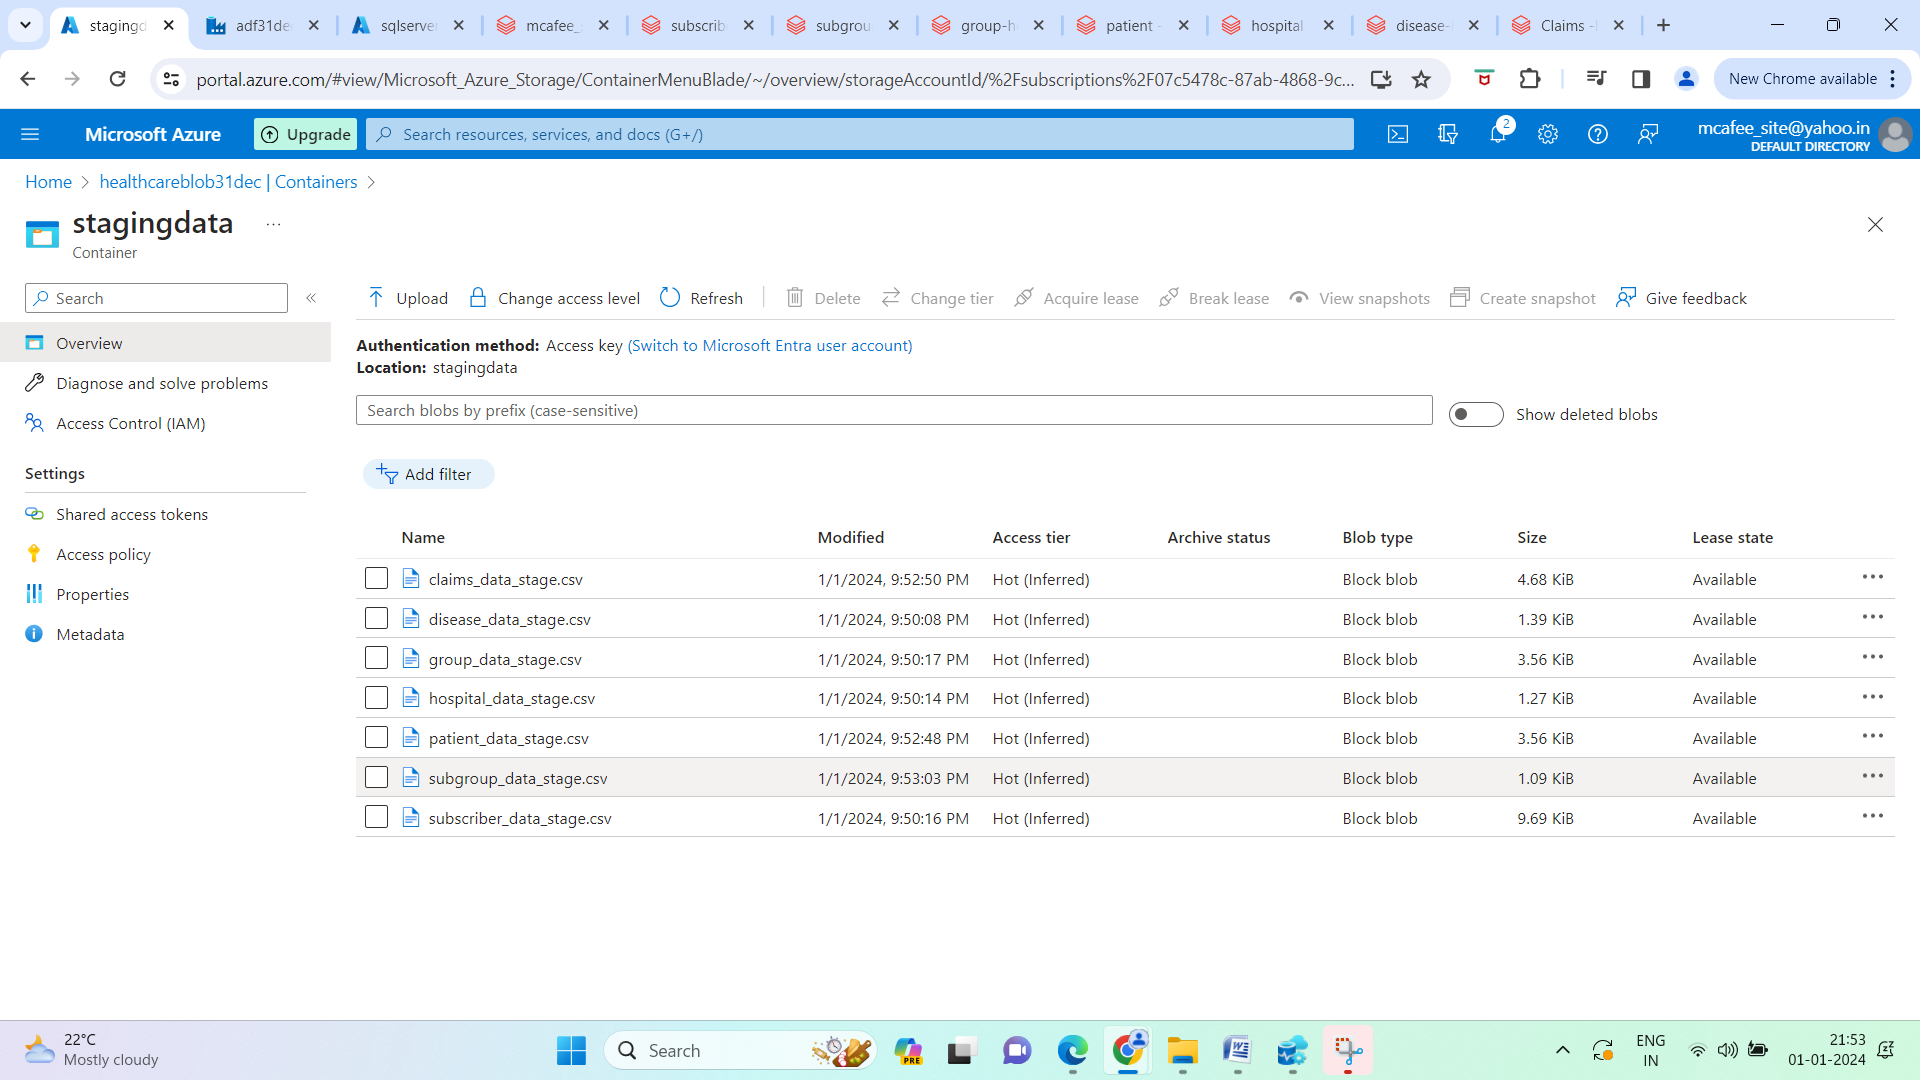 stagingd
adf31de
sqlserve
mcafee_
subscrib
subgrou
group-h
patient -
hospital
disease-
Claims -
portal.azure.com/#view/Microsoft_Azure_Storage/ContainerMenuBlade/~/overview/storageAccountId/%2Fsubscriptions%2F07c5478c-87ab-4868-9c...
New Chrome available
Microsoft Azure
Upgrade
Search resources, services, and docs (G+/)
2
mcafee_site@yahoo.in
DEFAULT DIRECTORY
Home
healthcareblob31dec | Containers
stagingdata
...
Container
Search
«
Upload
Change access level
Refresh
Delete
Change tier
Acquire lease
Break lease
View snapshots
Create snapshot
Give feedback
Overview
Diagnose and solve problems
Access Control (IAM)
Settings
Shared access tokens
Access policy
Properties
Metadata
Authentication method: Access key (Switch to Microsoft Entra user account)
Location: stagingdata
Search blobs by prefix (case-sensitive)
Show deleted blobs
Add filter
Name Modified Access tier Archive status Blob type Size Lease state
claims_data_stage.csv 1/1/2024, 9:52:50 PM Hot (Inferred) Block blob 4.68 KiB Available
disease_data_stage.csv 1/1/2024, 9:50:08 PM Hot (Inferred) Block blob 1.39 KiB Available
group_data_stage.csv 1/1/2024, 9:50:17 PM Hot (Inferred) Block blob 3.56 KiB Available
hospital_data_stage.csv 1/1/2024, 9:50:14 PM Hot (Inferred) Block blob 1.27 KiB Available
patient_data_stage.csv 1/1/2024, 9:52:48 PM Hot (Inferred) Block blob 3.56 KiB Available
subgroup_data_stage.csv 1/1/2024, 9:53:03 PM Hot (Inferred) Block blob 1.09 KiB Available
subscriber_data_stage.csv 1/1/2024, 9:50:16 PM Hot (Inferred) Block blob 9.69 KiB Available
22°C
Mostly cloudy
Search
PRE
ENG
IN
21:53
01-01-2024